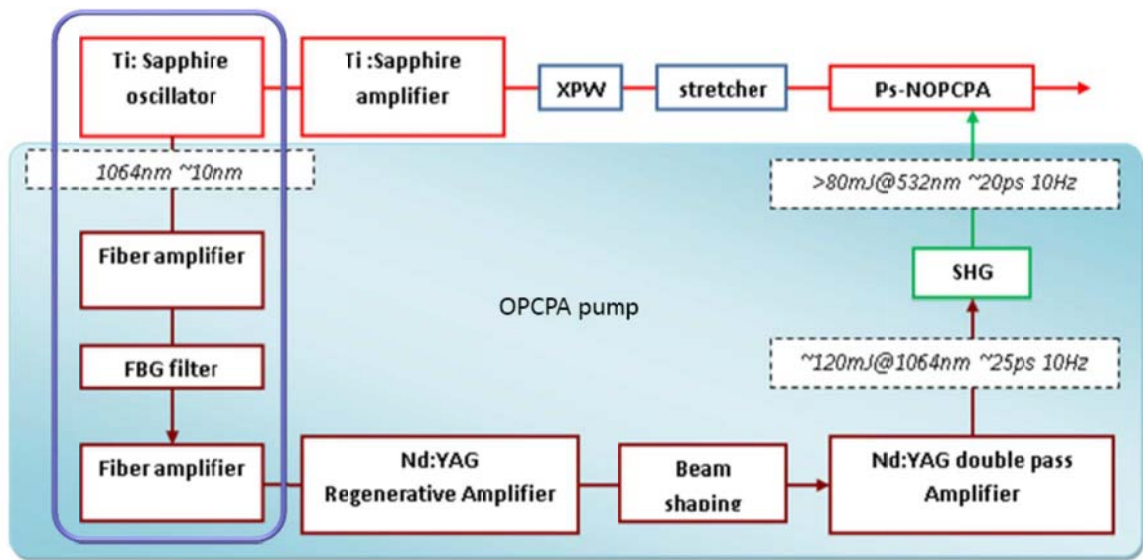 Ti: Sapphire
oscillator
Ti :Sapphire
amplifier
XPW
stretcher
Ps-NOPCPA
1064nm ~10nm
>80mJ@532nm ~20ps 10Hz
Fiber amplifier
SHG
OPCPA pump
FBG filter
~120mJ@1064nm ~25ps 10Hz
Fiber amplifier
Nd:YAG
Regenerative Amplifier
Beam
shaping
Nd:YAG double pass
Amplifier